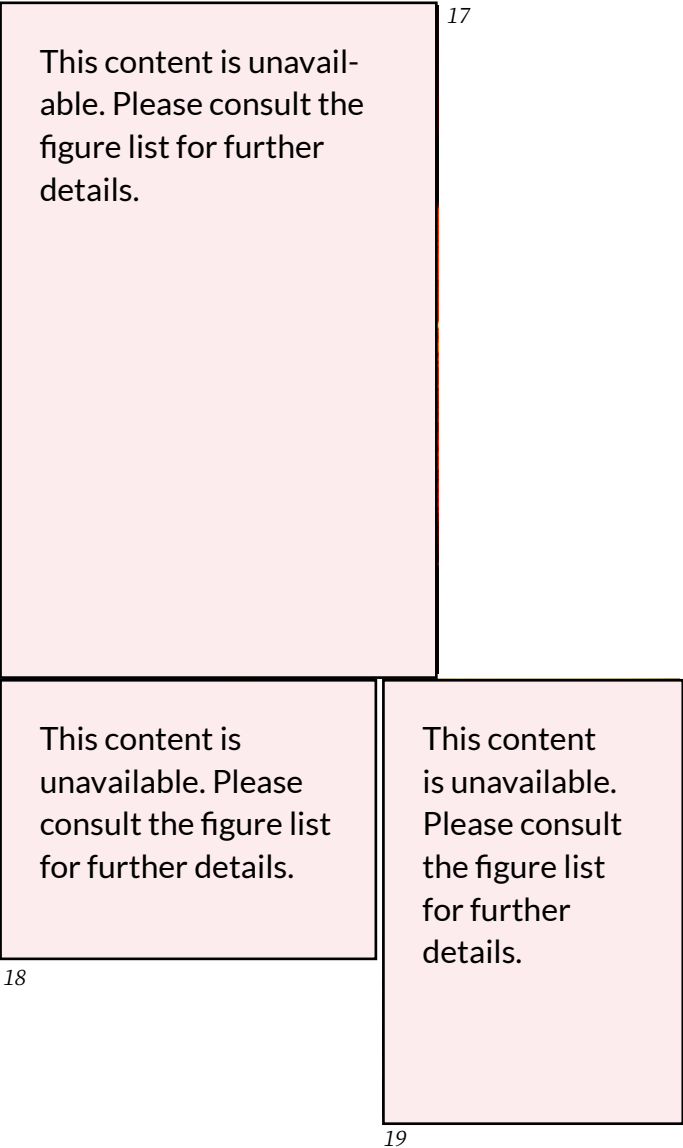 17
This content is unavail-
able. Please consult the
figure list for further
details.
This content is
unavailable. Please
consult the figure list
for further details.
18
This content
is unavailable.
Please consult
the figure list
for further
details.
19